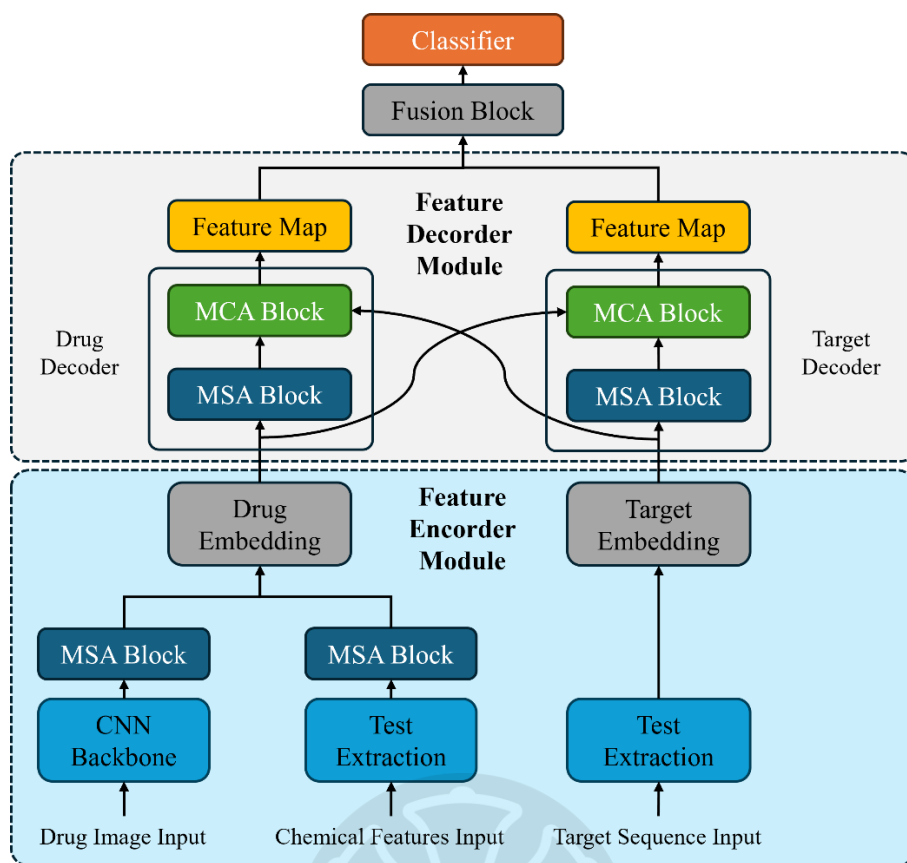 Classifier
Fusion Block
Feature
Decorder
Module
Feature Map
Feature Map
MCA Block
MCA Block
Drug
Decoder
Target
Decoder
MSA Block
MSA Block
Drug
Embedding
Feature
Encorder
Module
Target
Embedding
MSA Block
MSA Block
CNN
Backbone
Test
Extraction
Test
Extraction
Drug Image Input
Chemical Features Input
Target Sequence Input